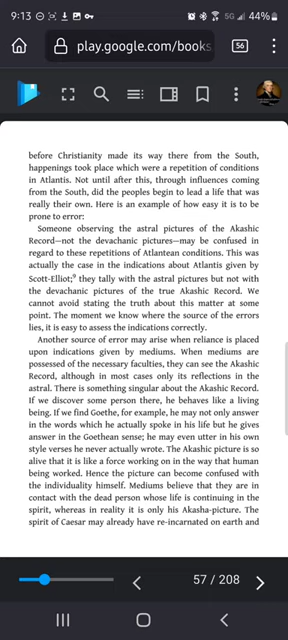 9:13
5G
44%
play.google.com/books
56
before Christianity made its way there from the South,
happenings took place which were a repetition of conditions
in Atlantis. Not until after this, through influences coming
from the South, did the peoples begin to lead a life that was
really their own. Here is an example of how easy it is to be
prone to error:
Someone observing the astral pictures of the Akashic
Record—not the devachanic pictures—may be confused in
regard to these repetitions of Atlantean conditions. This was
actually the case in the indications about Atlantis given by
Scott-Elliot;⁹ they tally with the astral pictures but not with
the devachanic pictures of the true Akashic Record. We
cannot avoid stating the truth about this matter at some
point. The moment we know where the source of the errors
lies, it is easy to assess the indications correctly.
Another source of error may arise when reliance is placed
upon indications given by mediums. When mediums are
possessed of the necessary faculties, they can see the Akashic
Record, although in most cases only its reflections in the
astral. There is something singular about the Akashic Record.
If we discover some person there, he behaves like a living
being. If we find Goethe, for example, he may not only answer
in the words which he actually spoke in his life but he gives
answer in the Goethean sense; he may even utter in his own
style verses he never actually wrote. The Akashic picture is so
alive that it is like a force working on in the way that human
being worked. Hence the picture can become confused with
the individuality himself. Mediums believe that they are in
contact with the dead person whose life is continuing in the
spirit, whereas in reality it is only his Akasha-picture. The
spirit of Caesar may already have re-incarnated on earth and
57 / 208